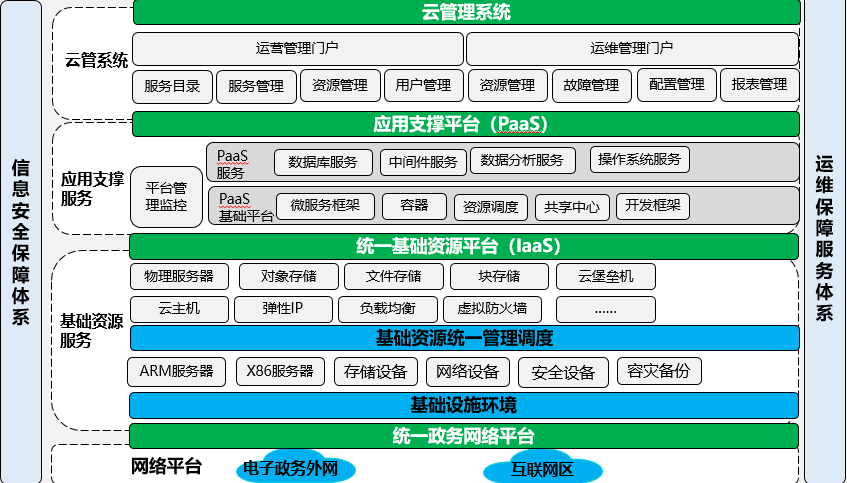 云管理系统
云管系统
运营管理门户
运维管理门户
服务目录
服务管理
资源管理
用户管理
资源管理
故障管理
配置管理
报表管理
应用支撑平台（PaaS）
应用支撑
服务
平台管
理监控
PaaS
服务
数据库服务
中间件服务
数据分析服务
操作系统服务
PaaS
基础平台
微服务框架
容器
资源调度
共享中心
开发框架
统一基础资源平台（IaaS）
基础资源
服务
物理服务器
对象存储
文件存储
块存储
云堡垒机
云主机
弹性IP
负载均衡
虚拟防火墙
......
基础资源统一管理调度
ARM服务器
X86服务器
存储设备
网络设备
安全设备
容灾备份
基础设施环境
统一政务网络平台
网络平台
电子政务外网
互联网区
信息安全保障体系
运维保障服务体系